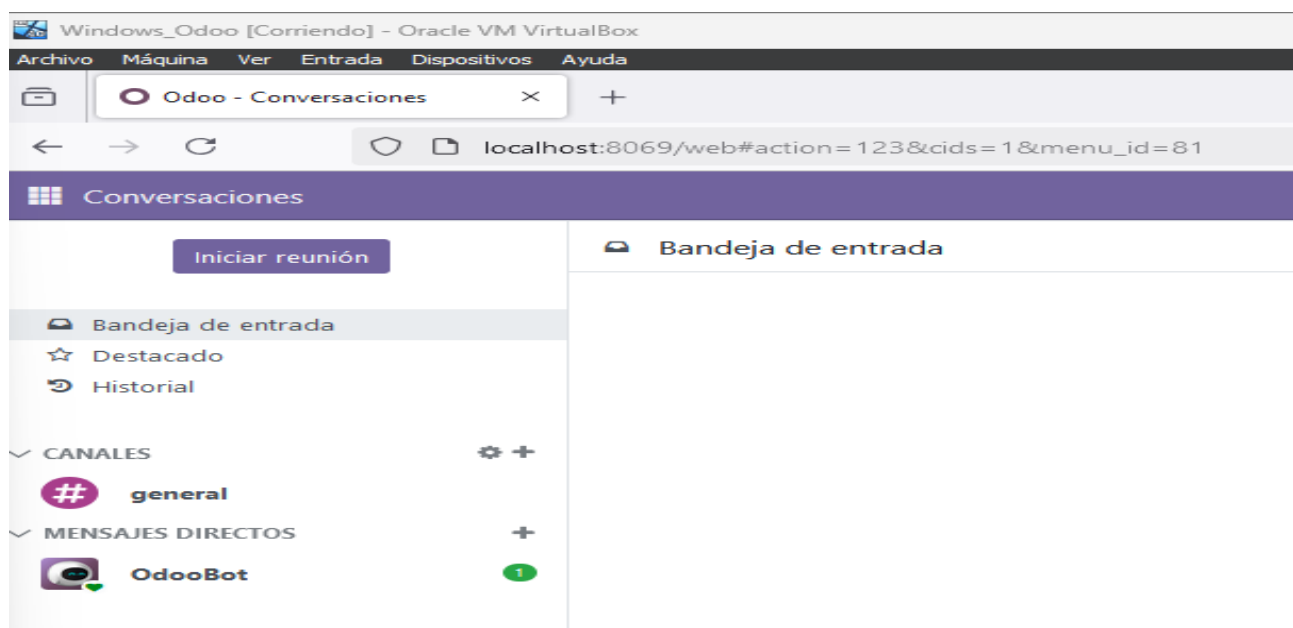 Windows_Odoo [Corriendo] - Oracle VM VirtualBox
Archivo Máquina Ver Entrada Dispositivos Ayuda
Odoo - Conversaciones
localhost:8069/web#action=123&cids=1&menu_id=81
Conversaciones
Iniciar reunión
Bandeja de entrada
Bandeja de entrada
Destacado
Historial
CANALES
# general
MENSAJES DIRECTOS
OdooBot 1